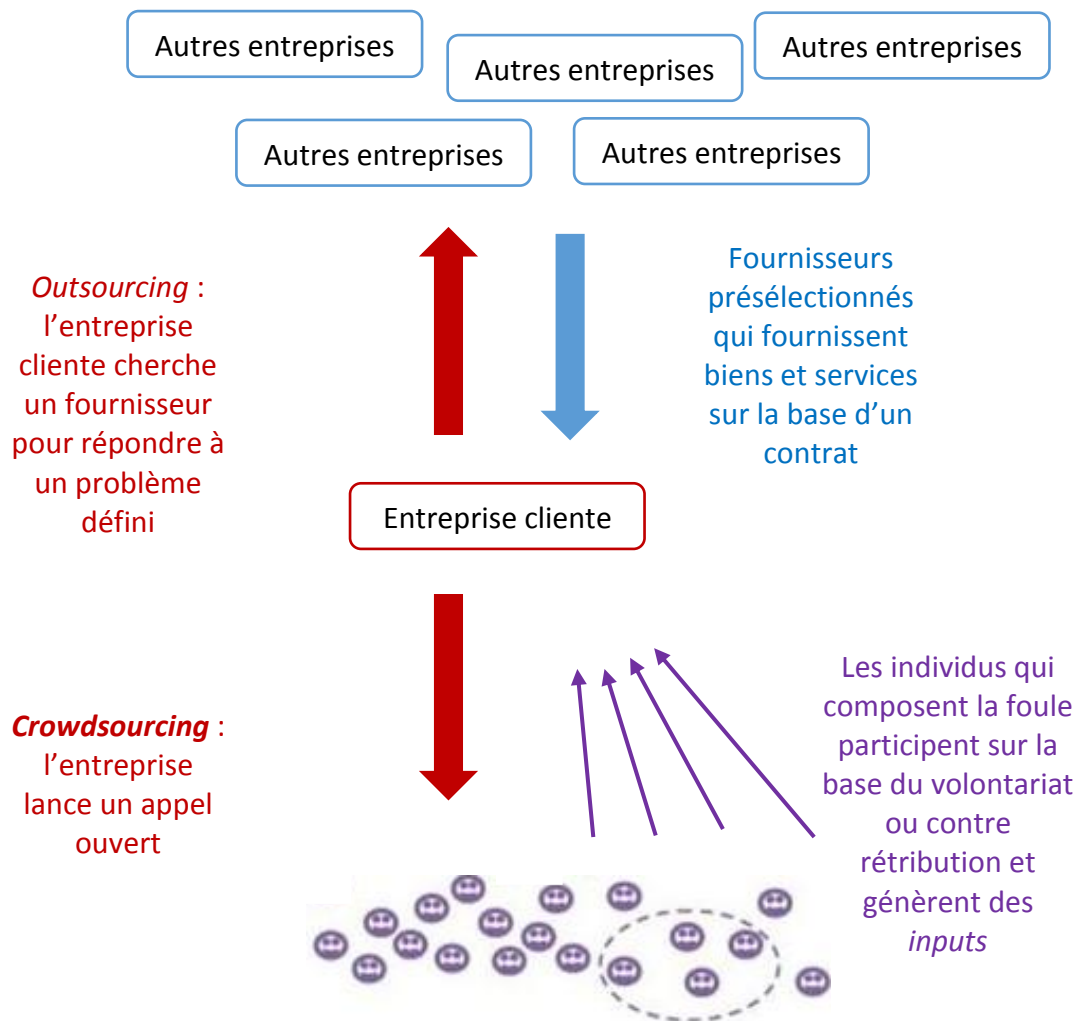 Autres entreprises
Autres entreprises
Autres entreprises
Autres entreprises
Autres entreprises
Outsourcing :
l’entreprise
cliente cherche
un fournisseur
pour répondre à
un problème
défini
Fournisseurs
présélectionnés
qui fournissent
biens et services
sur la base d’un
contrat
Entreprise cliente
Crowdsourcing :
l’entreprise
lance un appel
ouvert
Les individus qui
composent la foule
participent sur la
base du volontariat
ou contre
rétribution et
génèrent des
inputs